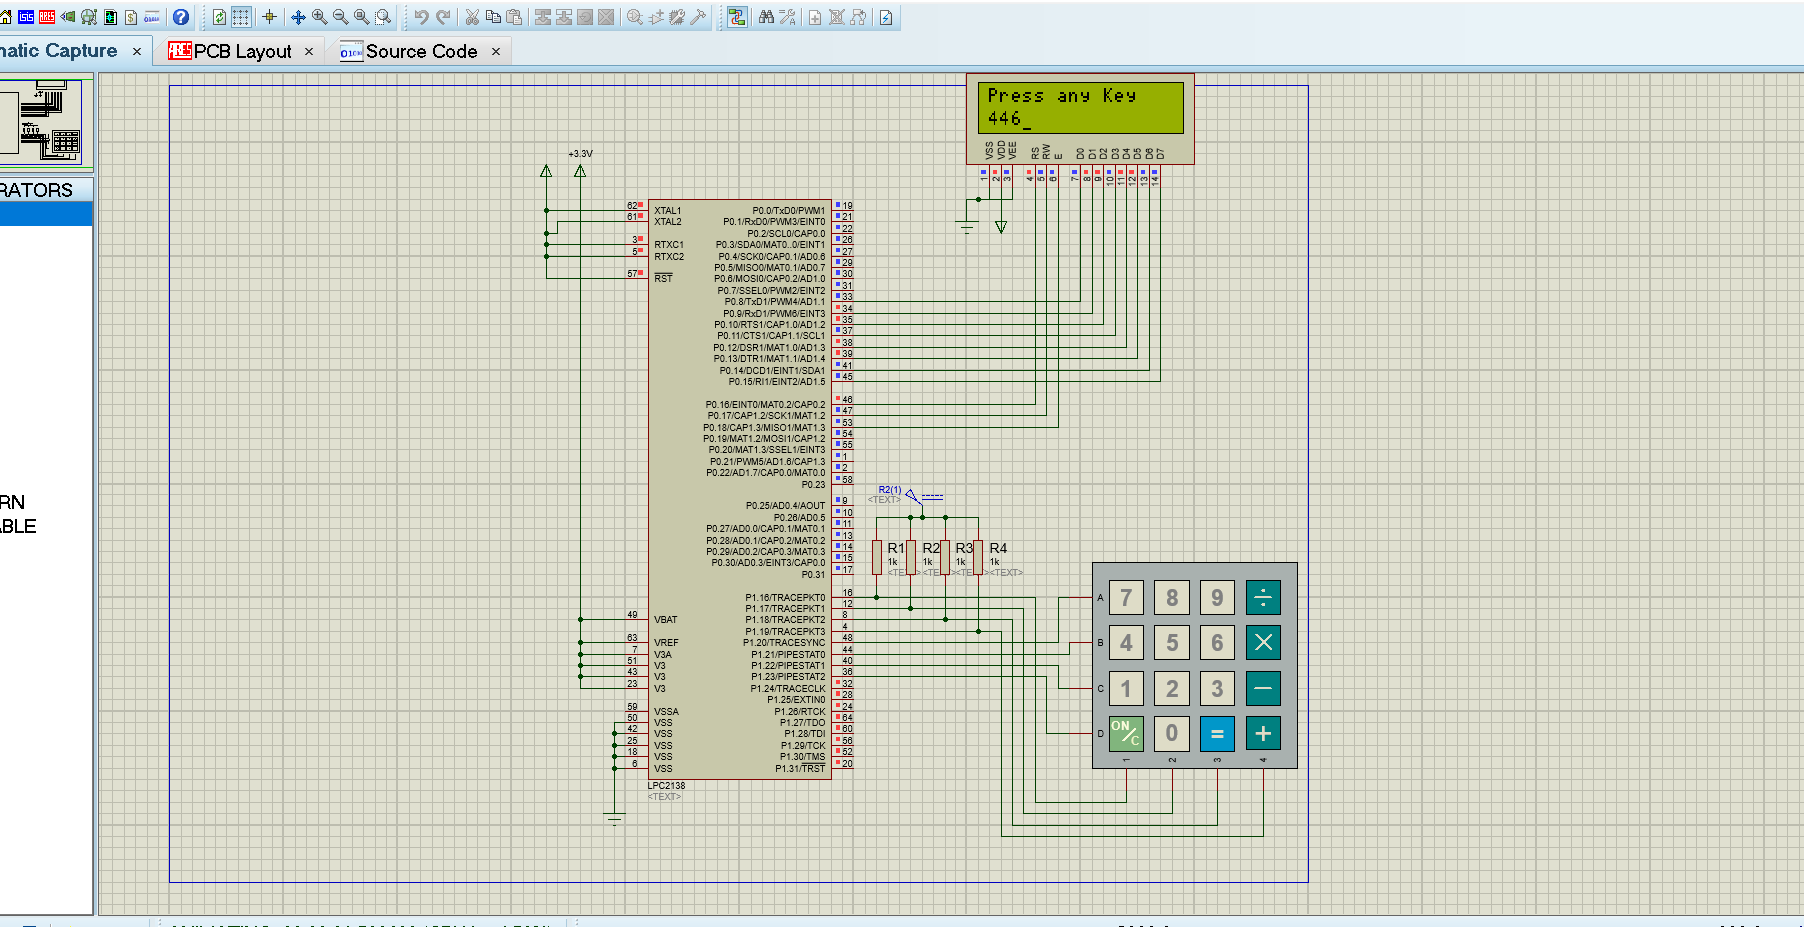 ISIS
ARES
matic Capture ×
ARES PCB Layout ×
Source Code ×
RATORS
RN
ABLE
Press any Key
446_
VSS VDD VEE RS RW E D0 D1 D2 D3 D4 D5 D6 D7
1 2 3 4 5 6 7 8 9 10 11 12 13 14
+3.3V
62 XTAL1
61 XTAL2
3 RTXC1
5 RTXC2
57 RST
49 VBAT
63 VREF
7 V3A
51 V3
43 V3
23 V3
59 VSSA
50 VSS
42 VSS
25 VSS
18 VSS
6 VSS
P0.0/TxD0/PWM1 19
P0.1/RxD0/PWM3/EINT0 21
P0.2/SCL0/CAP0.0 22
P0.3/SDA0/MAT0..0/EINT1 26
P0.4/SCK0/CAP0.1/AD0.6 27
P0.5/MISO0/MAT0.1/AD0.7 29
P0.6/MOSI0/CAP0.2/AD1.0 30
P0.7/SSEL0/PWM2/EINT2 31
P0.8/TxD1/PWM4/AD1.1 33
P0.9/RxD1/PWM6/EINT3 34
P0.10/RTS1/CAP1.0/AD1.2 35
P0.11/CTS1/CAP1.1/SCL1 37
P0.12/DSR1/MAT1.0/AD1.3 38
P0.13/DTR1/MAT1.1/AD1.4 39
P0.14/DCD1/EINT1/SDA1 41
P0.15/RI1/EINT2/AD1.5 45
P0.16/EINT0/MAT0.2/CAP0.2 46
P0.17/CAP1.2/SCK1/MAT1.2 47
P0.18/CAP1.3/MISO1/MAT1.3 53
P0.19/MAT1.2/MOSI1/CAP1.2 54
P0.20/MAT1.3/SSEL1/EINT3 55
P0.21/PWM5/AD1.6/CAP1.3 1
P0.22/AD1.7/CAP0.0/MAT0.0 2
P0.23 58
P0.25/AD0.4/AOUT 9
P0.26/AD0.5 10
P0.27/AD0.0/CAP0.1/MAT0.1 11
P0.28/AD0.1/CAP0.2/MAT0.2 13
P0.29/AD0.2/CAP0.3/MAT0.3 14
P0.30/AD0.3/EINT3/CAP0.0 15
P0.31 17
P1.16/TRACEPKT0 16
P1.17/TRACEPKT1 12
P1.18/TRACEPKT2 8
P1.19/TRACEPKT3 4
P1.20/TRACESYNC 48
P1.21/PIPESTAT0 44
P1.22/PIPESTAT1 40
P1.23/PIPESTAT2 36
P1.24/TRACECLK 32
P1.25/EXTIN0 28
P1.26/RTCK 24
P1.27/TDO 64
P1.28/TDI 60
P1.29/TCK 56
P1.30/TMS 52
P1.31/TRST 20
LPC2138
<TEXT>
R2(1)
<TEXT>
R1 R2 R3 R4
1k 1k 1k 1k
<TE <TE <TE <TEXT>
A 7 8 9 ÷
B 4 5 6 ×
C 1 2 3 −
D ON/C 0 = +
1 2 3 4